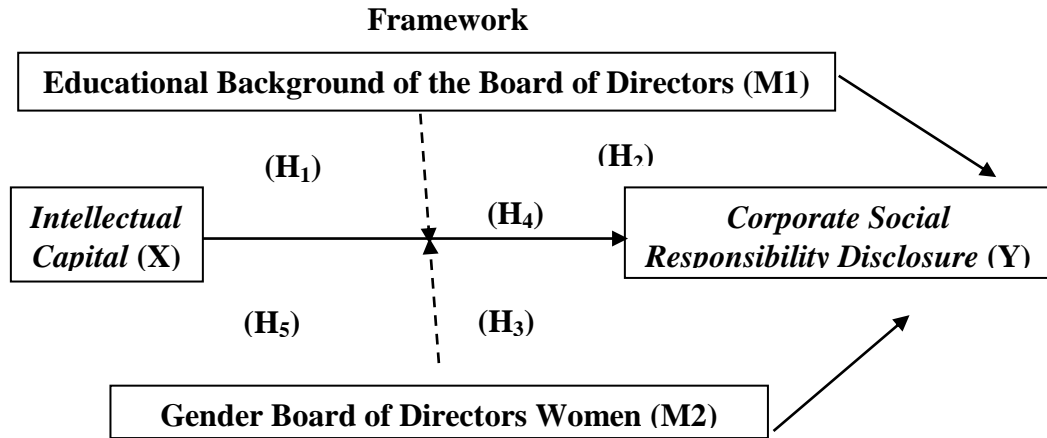 Framework
Educational Background of the Board of Directors (M1)
(H1)
(H2)
Intellectual
Capital (X)
(H4)
Corporate Social
Responsibility Disclosure (Y)
(H5)
(H3)
Gender Board of Directors Women (M2)